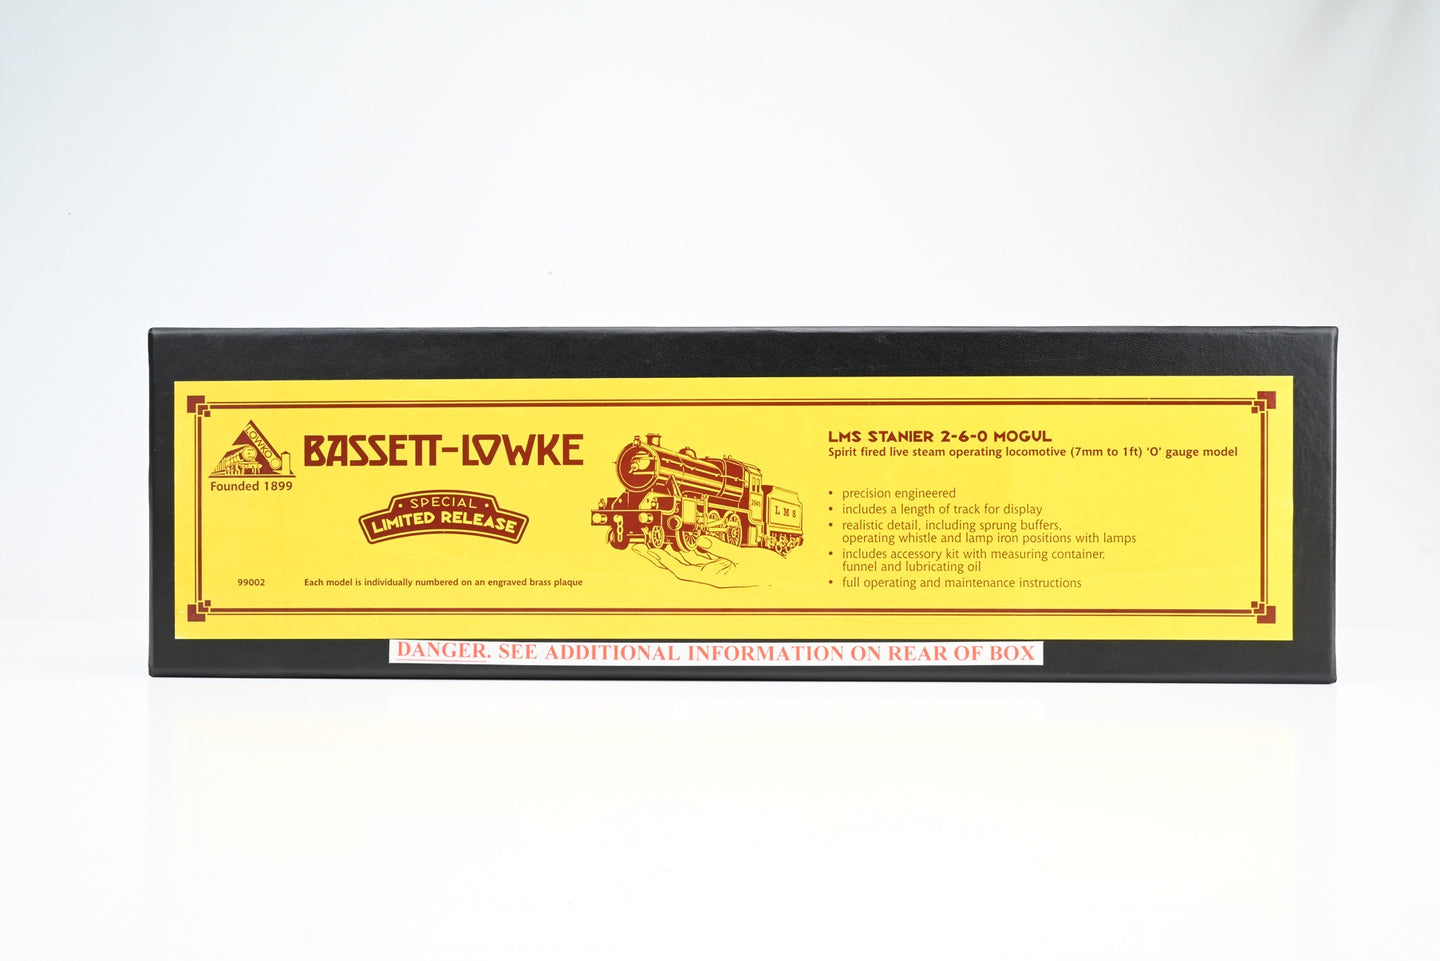 LOWKO
Founded 1899
BASSETT-LOWKE
SPECIAL
LIMITED RELEASE
99002
Each model is individually numbered on an engraved brass plaque
2945
LMS
LMS STANIER 2-6-0 MOGUL
Spirit fired live steam operating locomotive (7mm to 1ft) ‘O’ gauge model
• precision engineered
• includes a length of track for display
• realistic detail, including sprung buffers,
operating whistle and lamp iron positions with lamps
• includes accessory kit with measuring container,
funnel and lubricating oil
• full operating and maintenance instructions
DANGER. SEE ADDITIONAL INFORMATION ON REAR OF BOX